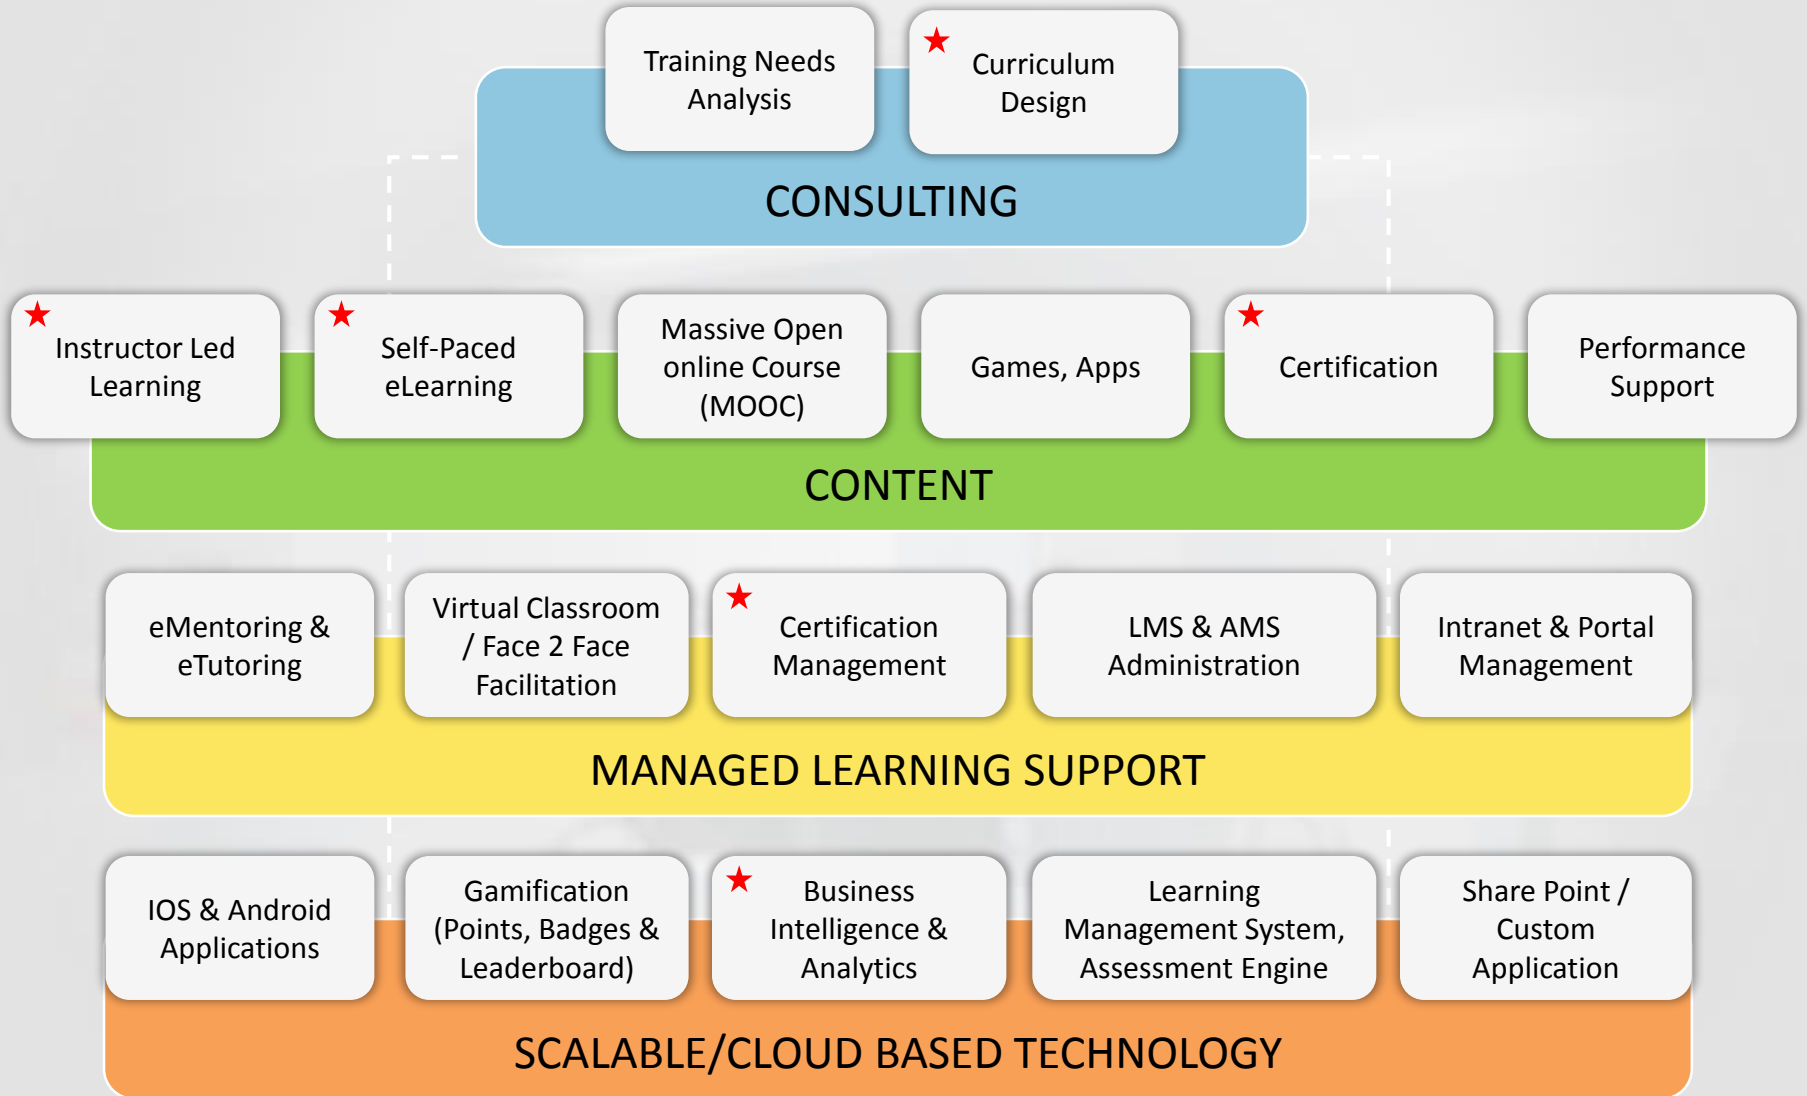 Training Needs
Analysis
Curriculum
Design
CONSULTING
Instructor Led
Learning
Self-Paced
eLearning
Massive Open
online Course
(MOOC)
Games, Apps
Certification
Performance
Support
CONTENT
eMentoring &
eTutoring
Virtual Classroom
/ Face 2 Face
Facilitation
Certification
Management
LMS & AMS
Administration
Intranet & Portal
Management
MANAGED LEARNING SUPPORT
IOS & Android
Applications
Gamification
(Points, Badges &
Leaderboard)
Business
Intelligence &
Analytics
Learning
Management System,
Assessment Engine
Share Point /
Custom
Application
SCALABLE/CLOUD BASED TECHNOLOGY